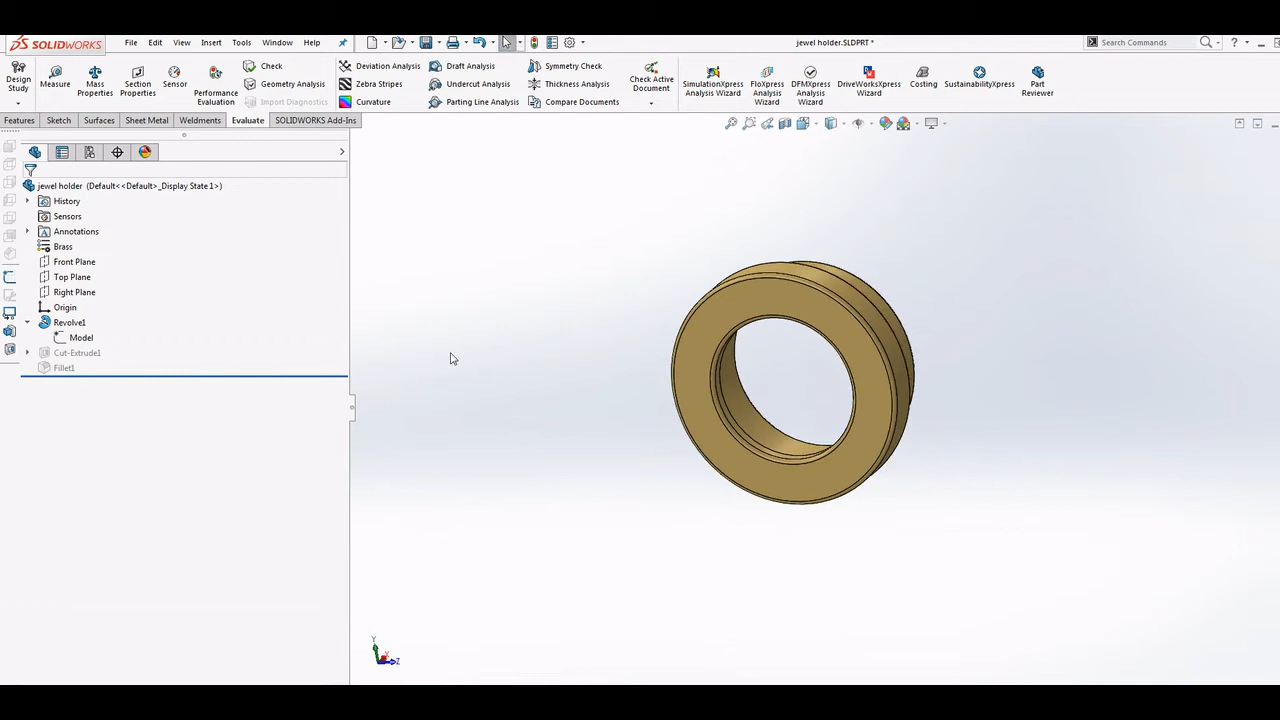 SOLIDWORKS File Edit View Insert Tools Window Help jewel holder.SLDPRT * Search Commands ?
Design Study Measure Mass Properties Section Properties Sensor Performance Evaluation Check Geometry Analysis Import Diagnostics Deviation Analysis Zebra Stripes Curvature Draft Analysis Undercut Analysis Parting Line Analysis Symmetry Check Thickness Analysis Compare Documents Check Active Document SimulationXpress Analysis Wizard FloXpress Analysis Wizard DFMXpress Analysis Wizard DriveWorksXpress Wizard Costing SustainabilityXpress Part Reviewer
Features Sketch Surfaces Sheet Metal Weldments Evaluate SOLIDWORKS Add-Ins
jewel holder (Default<<Default>_Display State 1>)
History
Sensors
Annotations
Brass
Front Plane
Top Plane
Right Plane
Origin
Revolve1
Model
Cut-Extrude1
Fillet1
Y
X
Z